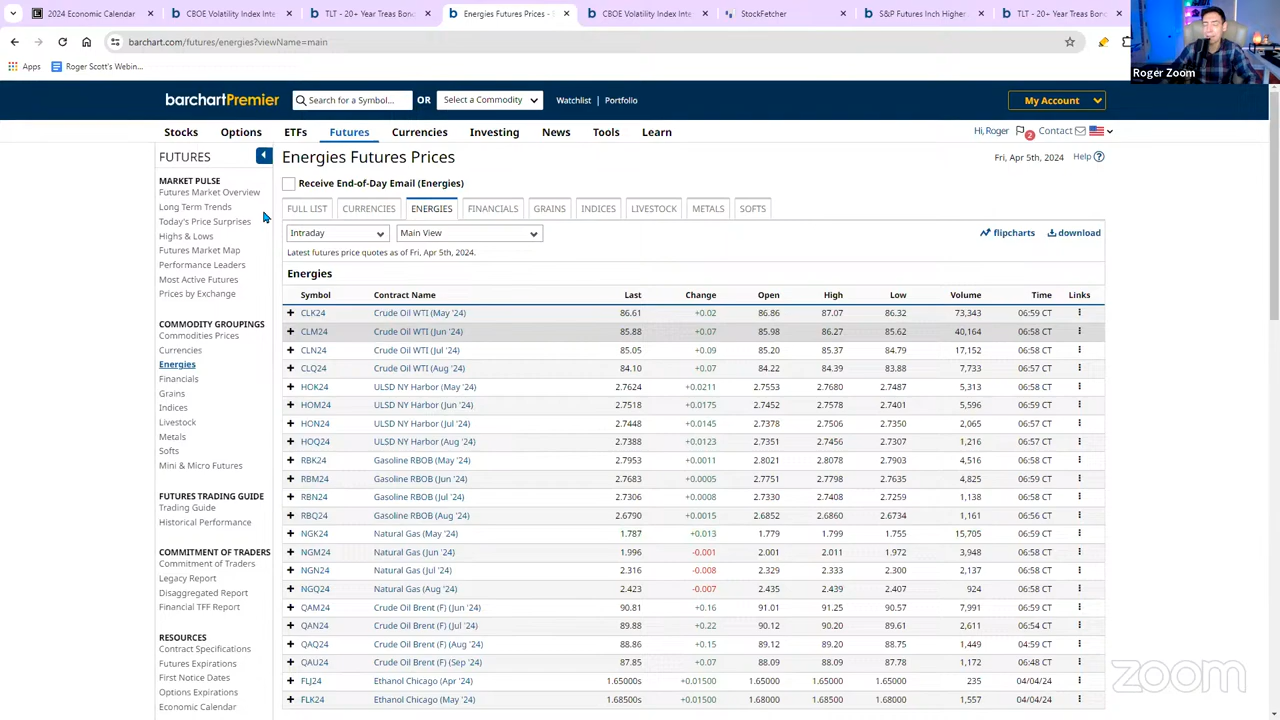 2024 Economic Calendar
CBOE Volatility Index Inte
TLT - 20+ Year Treas Bond
Energies Futures Prices -
CBOE Volatility Index Inte
StockFetcher
S&P Futures Inch Higher
TLT - 20+ Year Treas Bond
barchart.com/futures/energies?viewName=main
Apps Roger Scott's Webin...
Roger Zoom
barchartPremier Search for a Symbol... OR Select a Commodity Watchlist | Portfolio My Account
Stocks Options ETFs Futures Currencies Investing News Tools Learn Hi, Roger 2 Contact
FUTURES
MARKET PULSE
Futures Market Overview
Long Term Trends
Today's Price Surprises
Highs & Lows
Futures Market Map
Performance Leaders
Most Active Futures
Prices by Exchange
COMMODITY GROUPINGS
Commodities Prices
Currencies
Energies
Financials
Grains
Indices
Livestock
Metals
Softs
Mini & Micro Futures
FUTURES TRADING GUIDE
Trading Guide
Historical Performance
COMMITMENT OF TRADERS
Commitment of Traders
Legacy Report
Disaggregated Report
Financial TFF Report
RESOURCES
Contract Specifications
Futures Expirations
First Notice Dates
Options Expirations
Economic Calendar
Energies Futures Prices Fri, Apr 5th, 2024 Help ?
Receive End-of-Day Email (Energies)
FULL LIST CURRENCIES ENERGIES FINANCIALS GRAINS INDICES LIVESTOCK METALS SOFTS
Intraday Main View flipcharts download
Latest futures price quotes as of Fri, Apr 5th, 2024.
Energies
Symbol Contract Name Last Change Open High Low Volume Time Links
+ CLK24 Crude Oil WTI (May '24) 86.61 +0.02 86.86 87.07 86.32 73,343 06:59 CT
+ CLM24 Crude Oil WTI (Jun '24) 85.88 +0.07 85.98 86.27 85.62 40,164 06:58 CT
+ CLN24 Crude Oil WTI (Jul '24) 85.05 +0.09 85.20 85.37 84.79 17,152 06:58 CT
+ CLQ24 Crude Oil WTI (Aug '24) 84.10 +0.07 84.22 84.39 83.88 7,733 06:57 CT
+ HOK24 ULSD NY Harbor (May '24) 2.7624 +0.0211 2.7553 2.7680 2.7487 5,313 06:58 CT
+ HOM24 ULSD NY Harbor (Jun '24) 2.7518 +0.0175 2.7452 2.7578 2.7401 5,596 06:58 CT
+ HON24 ULSD NY Harbor (Jul '24) 2.7448 +0.0145 2.7378 2.7506 2.7350 2,065 06:57 CT
+ HOQ24 ULSD NY Harbor (Aug '24) 2.7388 +0.0123 2.7351 2.7456 2.7307 1,216 06:57 CT
+ RBK24 Gasoline RBOB (May '24) 2.7953 +0.0011 2.8021 2.8078 2.7903 4,516 06:59 CT
+ RBM24 Gasoline RBOB (Jun '24) 2.7683 +0.0005 2.7751 2.7798 2.7635 4,825 06:59 CT
+ RBN24 Gasoline RBOB (Jul '24) 2.7306 +0.0008 2.7330 2.7408 2.7259 1,138 06:58 CT
+ RBQ24 Gasoline RBOB (Aug '24) 2.6790 +0.0015 2.6852 2.6860 2.6734 1,161 06:56 CT
+ NGK24 Natural Gas (May '24) 1.787 +0.013 1.779 1.799 1.755 15,705 06:59 CT
+ NGM24 Natural Gas (Jun '24) 1.996 -0.001 2.001 2.011 1.972 3,948 06:58 CT
+ NGN24 Natural Gas (Jul '24) 2.316 -0.008 2.329 2.333 2.300 2,137 06:58 CT
+ NGQ24 Natural Gas (Aug '24) 2.423 -0.007 2.435 2.439 2.407 924 06:58 CT
+ QAM24 Crude Oil Brent (F) (Jun '24) 90.81 +0.16 91.01 91.25 90.57 7,991 06:59 CT
+ QAN24 Crude Oil Brent (F) (Jul '24) 89.88 +0.22 90.12 90.20 89.61 2,611 06:54 CT
+ QAQ24 Crude Oil Brent (F) (Aug '24) 88.86 +0.15 89.12 89.20 88.75 1,449 04:59 CT
+ QAU24 Crude Oil Brent (F) (Sep '24) 87.85 +0.07 88.09 88.09 87.78 1,172 06:48 CT
+ FLJ24 Ethanol Chicago (Apr '24) 1.65000s +0.01500 1.65000 1.65000 1.65000 235 04/04/24
+ FLK24 Ethanol Chicago (May '24) 1.68500s +0.01500 1.68000 1.68500 1.68000 1,557 04/04/24
zoom